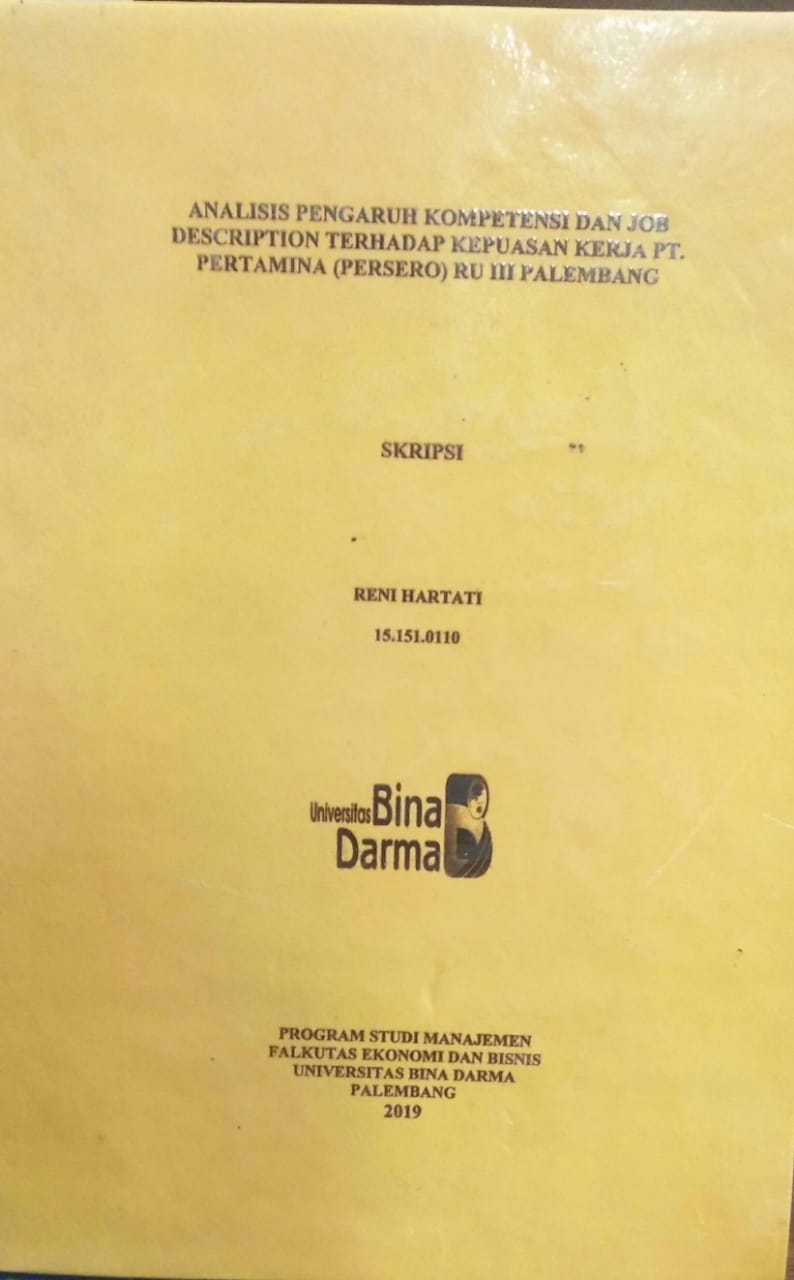 ANALISIS PENGARUH KOMPETENSI DAN JOB
DESCRIPTION TERHADAP KEPUASAN KERJA PT.
PERTAMINA (PERSERO) RU III PALEMBANG
SKRIPSI
RENI HARTATI
15.151.0110
Universitas Bina
Darma
PROGRAM STUDI MANAJEMEN
FALKUTAS EKONOMI DAN BISNIS
UNIVERSITAS BINA DARMA
PALEMBANG
2019